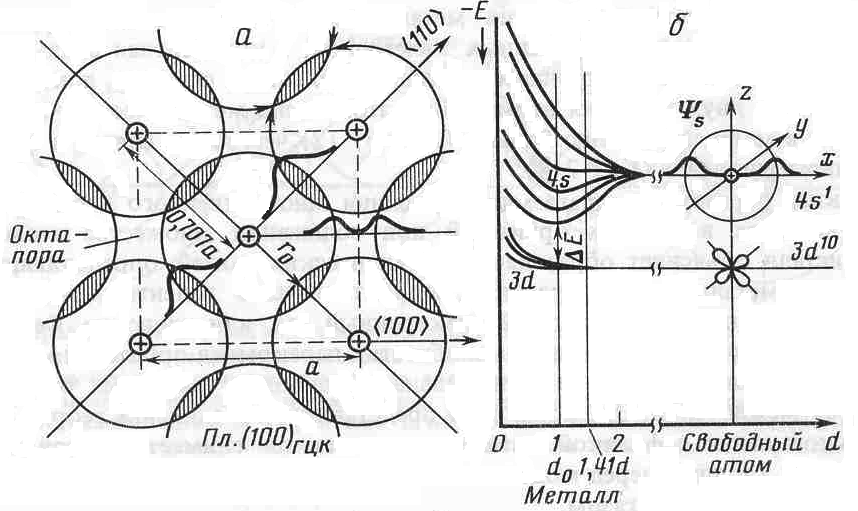 а
⟨110⟩
0,707a
r₀
Окта-
пора
⟨100⟩
a
Пл.(100)ГЦК
-E
б
4s
3d
ΔE
Ψs
z
y
x
4s¹
3d¹⁰
0
1
2
d₀ 1,41d
Металл
Свободный
атом
d